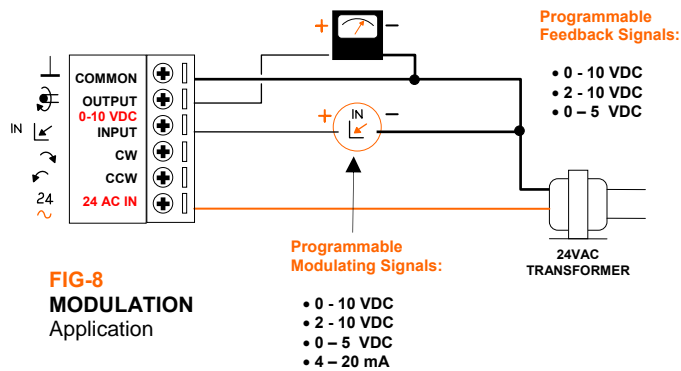 +
−
Programmable
Feedback Signals:
• 0 - 10 VDC
• 2 - 10 VDC
• 0 – 5 VDC
COMMON
OUTPUT
0-10 VDC
IN
INPUT
+
IN
−
CW
CCW
24
24 AC IN
24VAC
TRANSFORMER
Programmable
Modulating Signals:
• 0 - 10 VDC
• 2 - 10 VDC
• 0 – 5 VDC
• 4 – 20 mA
FIG-8
MODULATION
Application